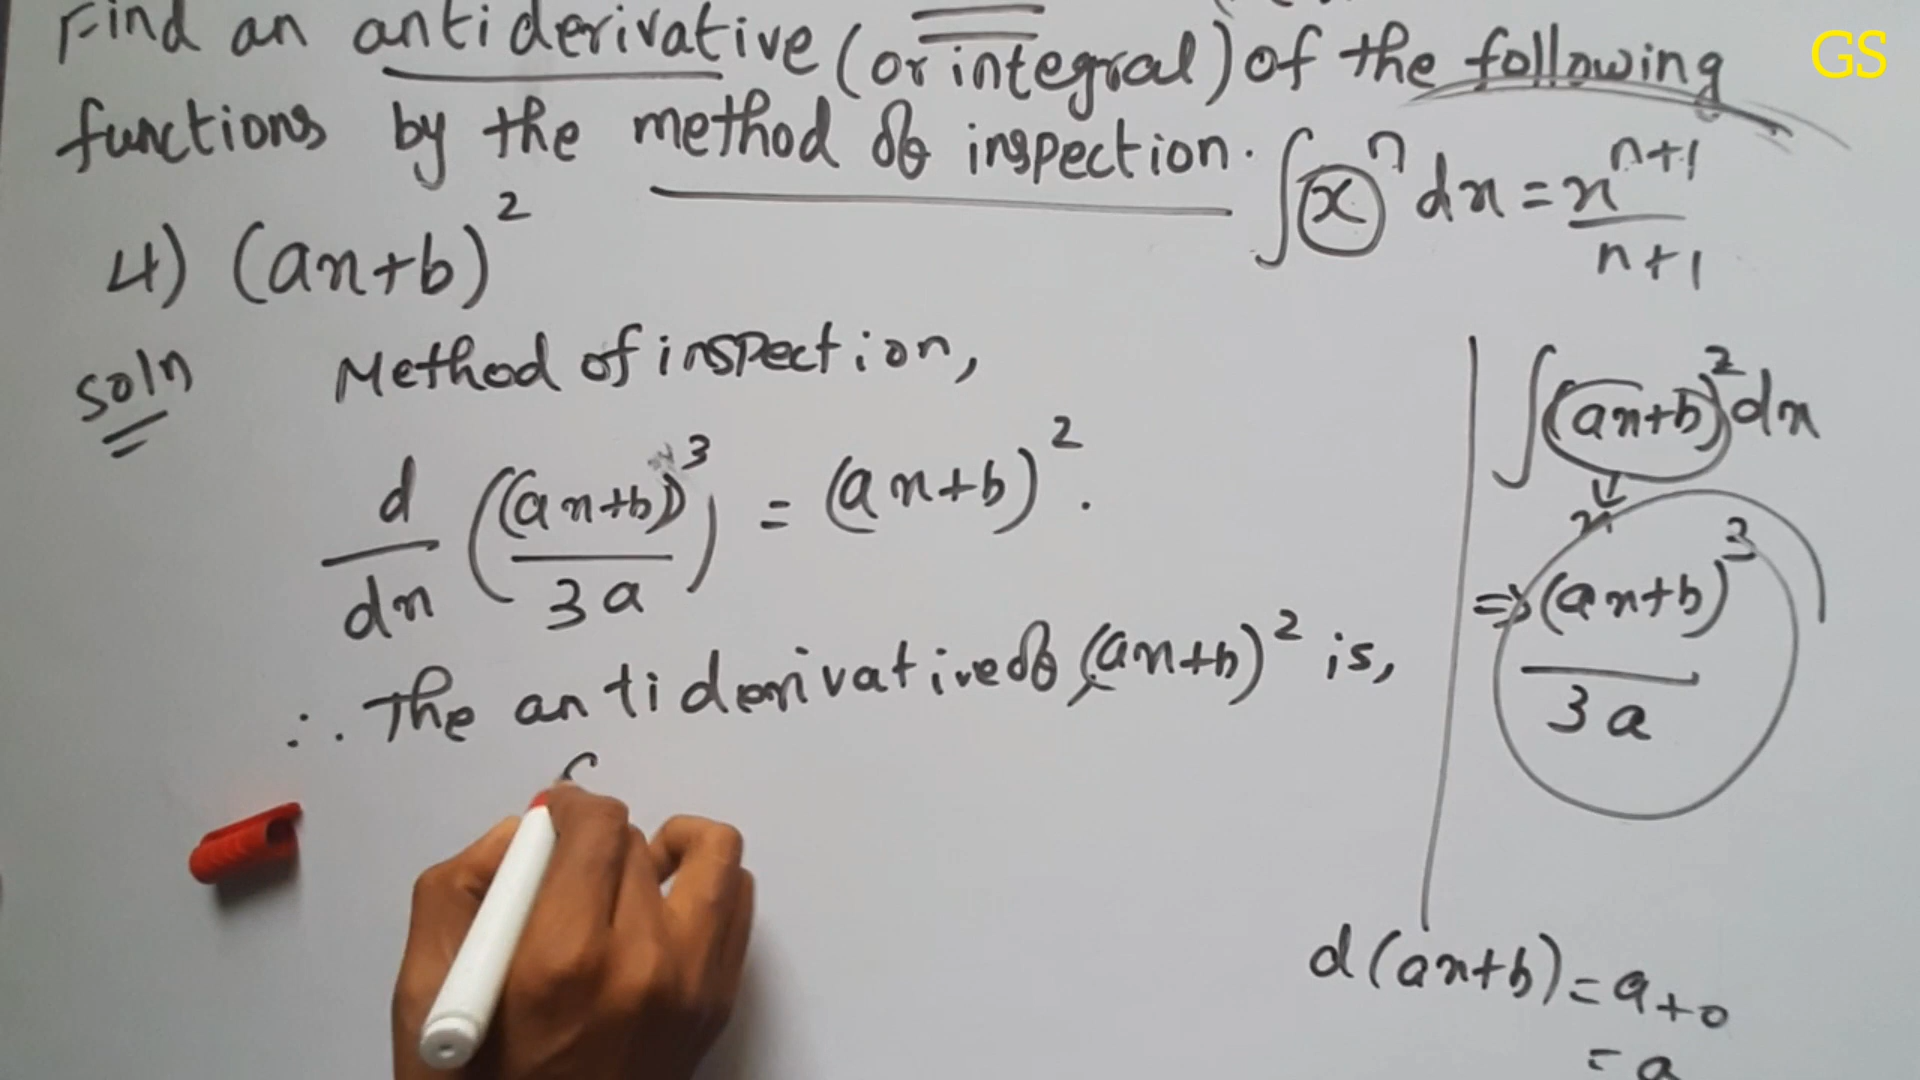 Find an antiderivative (or integral) of the following
functions by the method of inspection.
∫ x^n dx = x^(n+1)/(n+1)
4) (ax+b)^2
Soln Method of inspection,
d/dx ((ax+b)^3/3a) = (ax+b)^2.
∴ The antiderivative of (ax+b)^2 is,
∫(ax+b)^2 dx
x
=> (ax+b)^3/3a
d(ax+b) = a+0
= a
GS